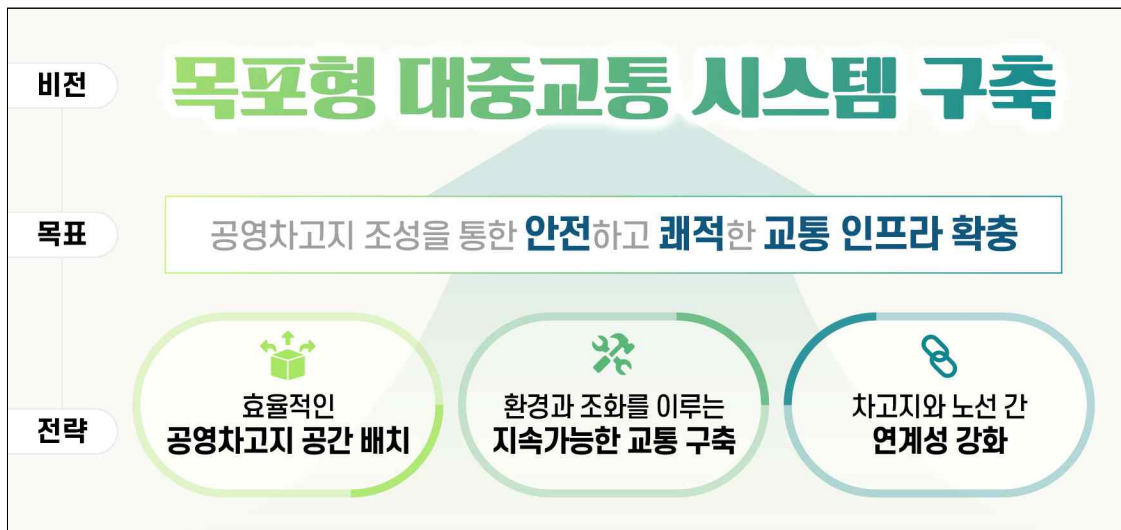 비전
목포형 대중교통 시스템 구축
목표
공영차고지 조성을 통한 안전하고 쾌적한 교통 인프라 확충
전략
효율적인
공영차고지 공간 배치
환경과 조화를 이루는
지속가능한 교통 구축
차고지와 노선 간
연계성 강화